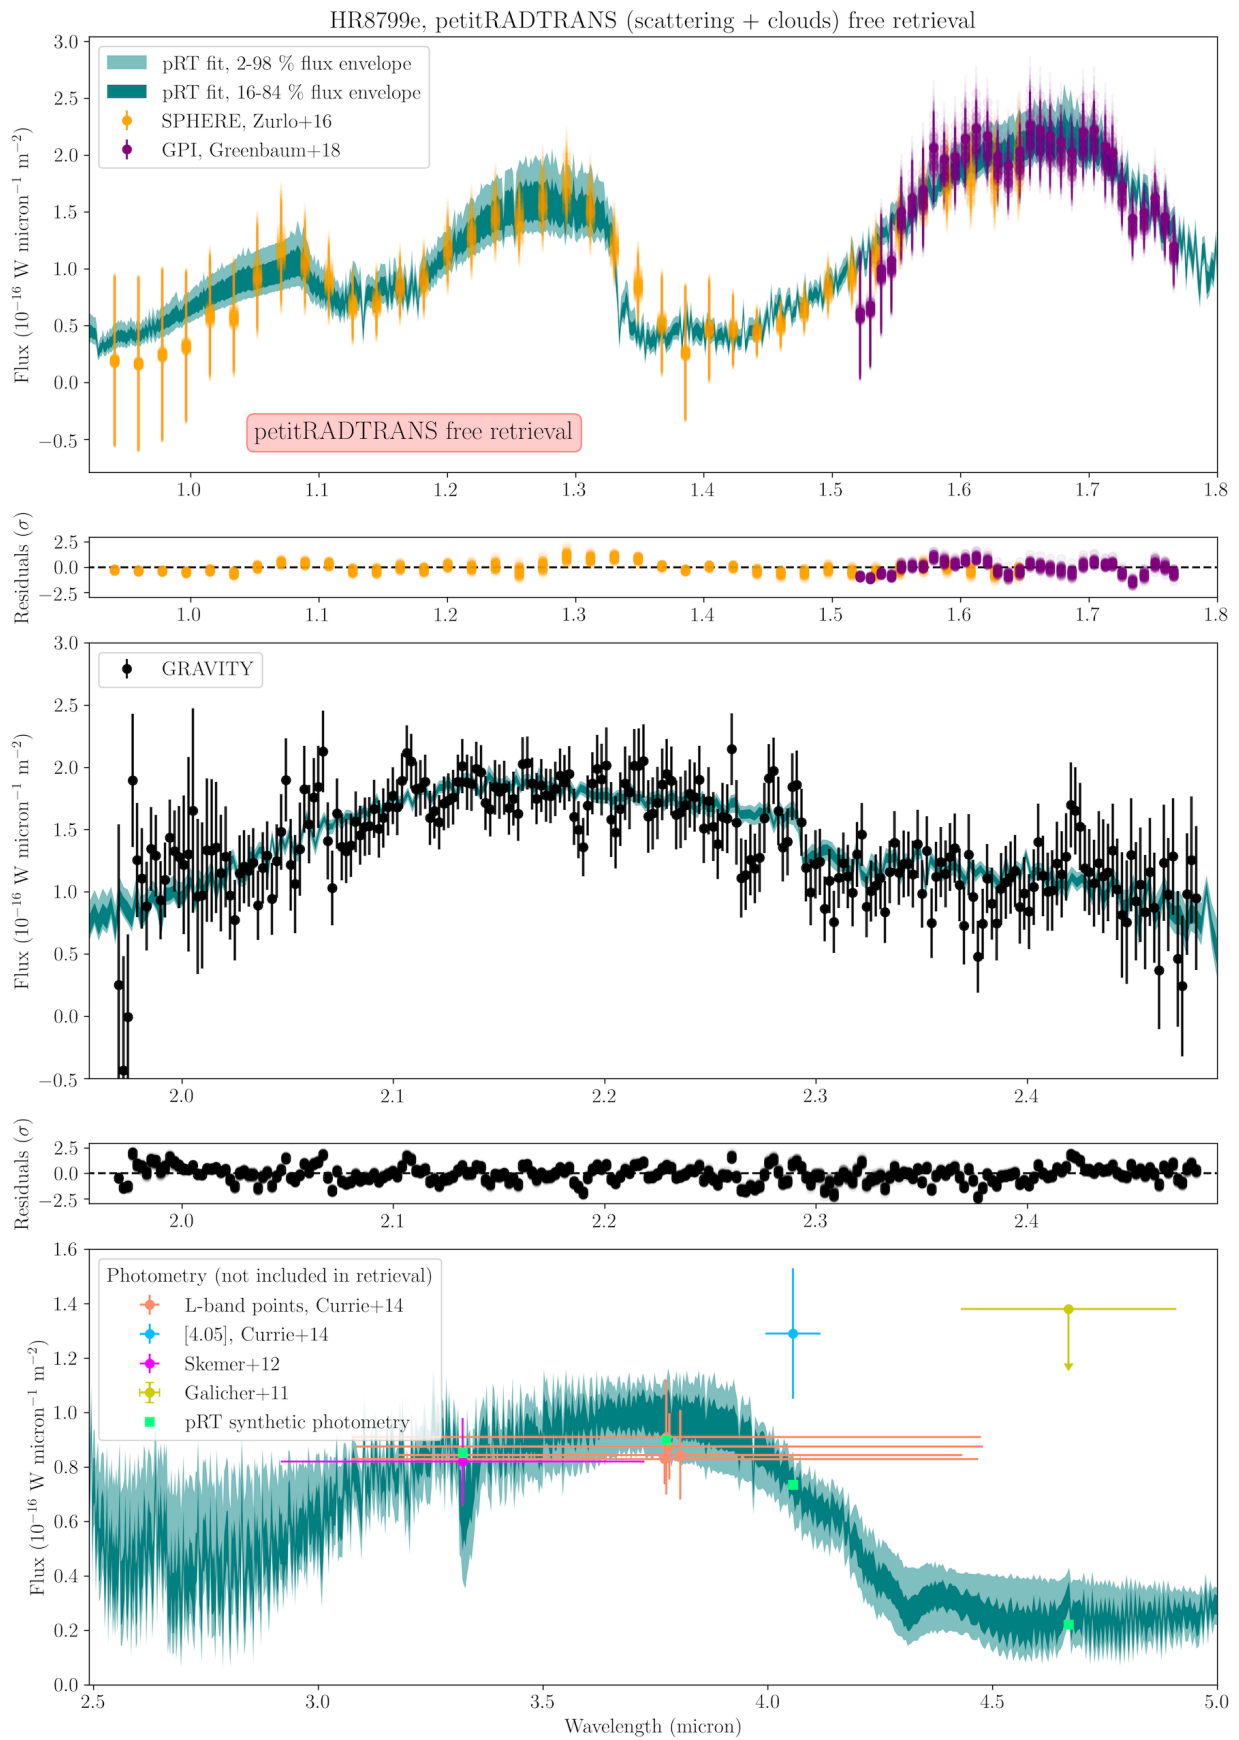 HR8799e, petitRADTRANS (scattering + clouds) free retrieval
3.0
2.5
2.0
1.5
1.0
0.5
0.0
−0.5
Flux (10⁻¹⁶ W micron⁻¹ m⁻²)
pRT fit, 2-98 % flux envelope
pRT fit, 16-84 % flux envelope
SPHERE, Zurlo+16
GPI, Greenbaum+18
petitRADTRANS free retrieval
1.0 1.1 1.2 1.3 1.4 1.5 1.6 1.7 1.8
Residuals (σ)
2.5
0.0
−2.5
1.0 1.1 1.2 1.3 1.4 1.5 1.6 1.7 1.8
3.0
2.5
2.0
1.5
1.0
0.5
0.0
−0.5
Flux (10⁻¹⁶ W micron⁻¹ m⁻²)
GRAVITY
2.0 2.1 2.2 2.3 2.4
Residuals (σ)
2.5
0.0
−2.5
2.0 2.1 2.2 2.3 2.4
1.6
1.4
1.2
1.0
0.8
0.6
0.4
0.2
0.0
Flux (10⁻¹⁶ W micron⁻¹ m⁻²)
Photometry (not included in retrieval)
L-band points, Currie+14
[4.05], Currie+14
Skemer+12
Galicher+11
pRT synthetic photometry
2.5 3.0 3.5 4.0 4.5 5.0
Wavelength (micron)